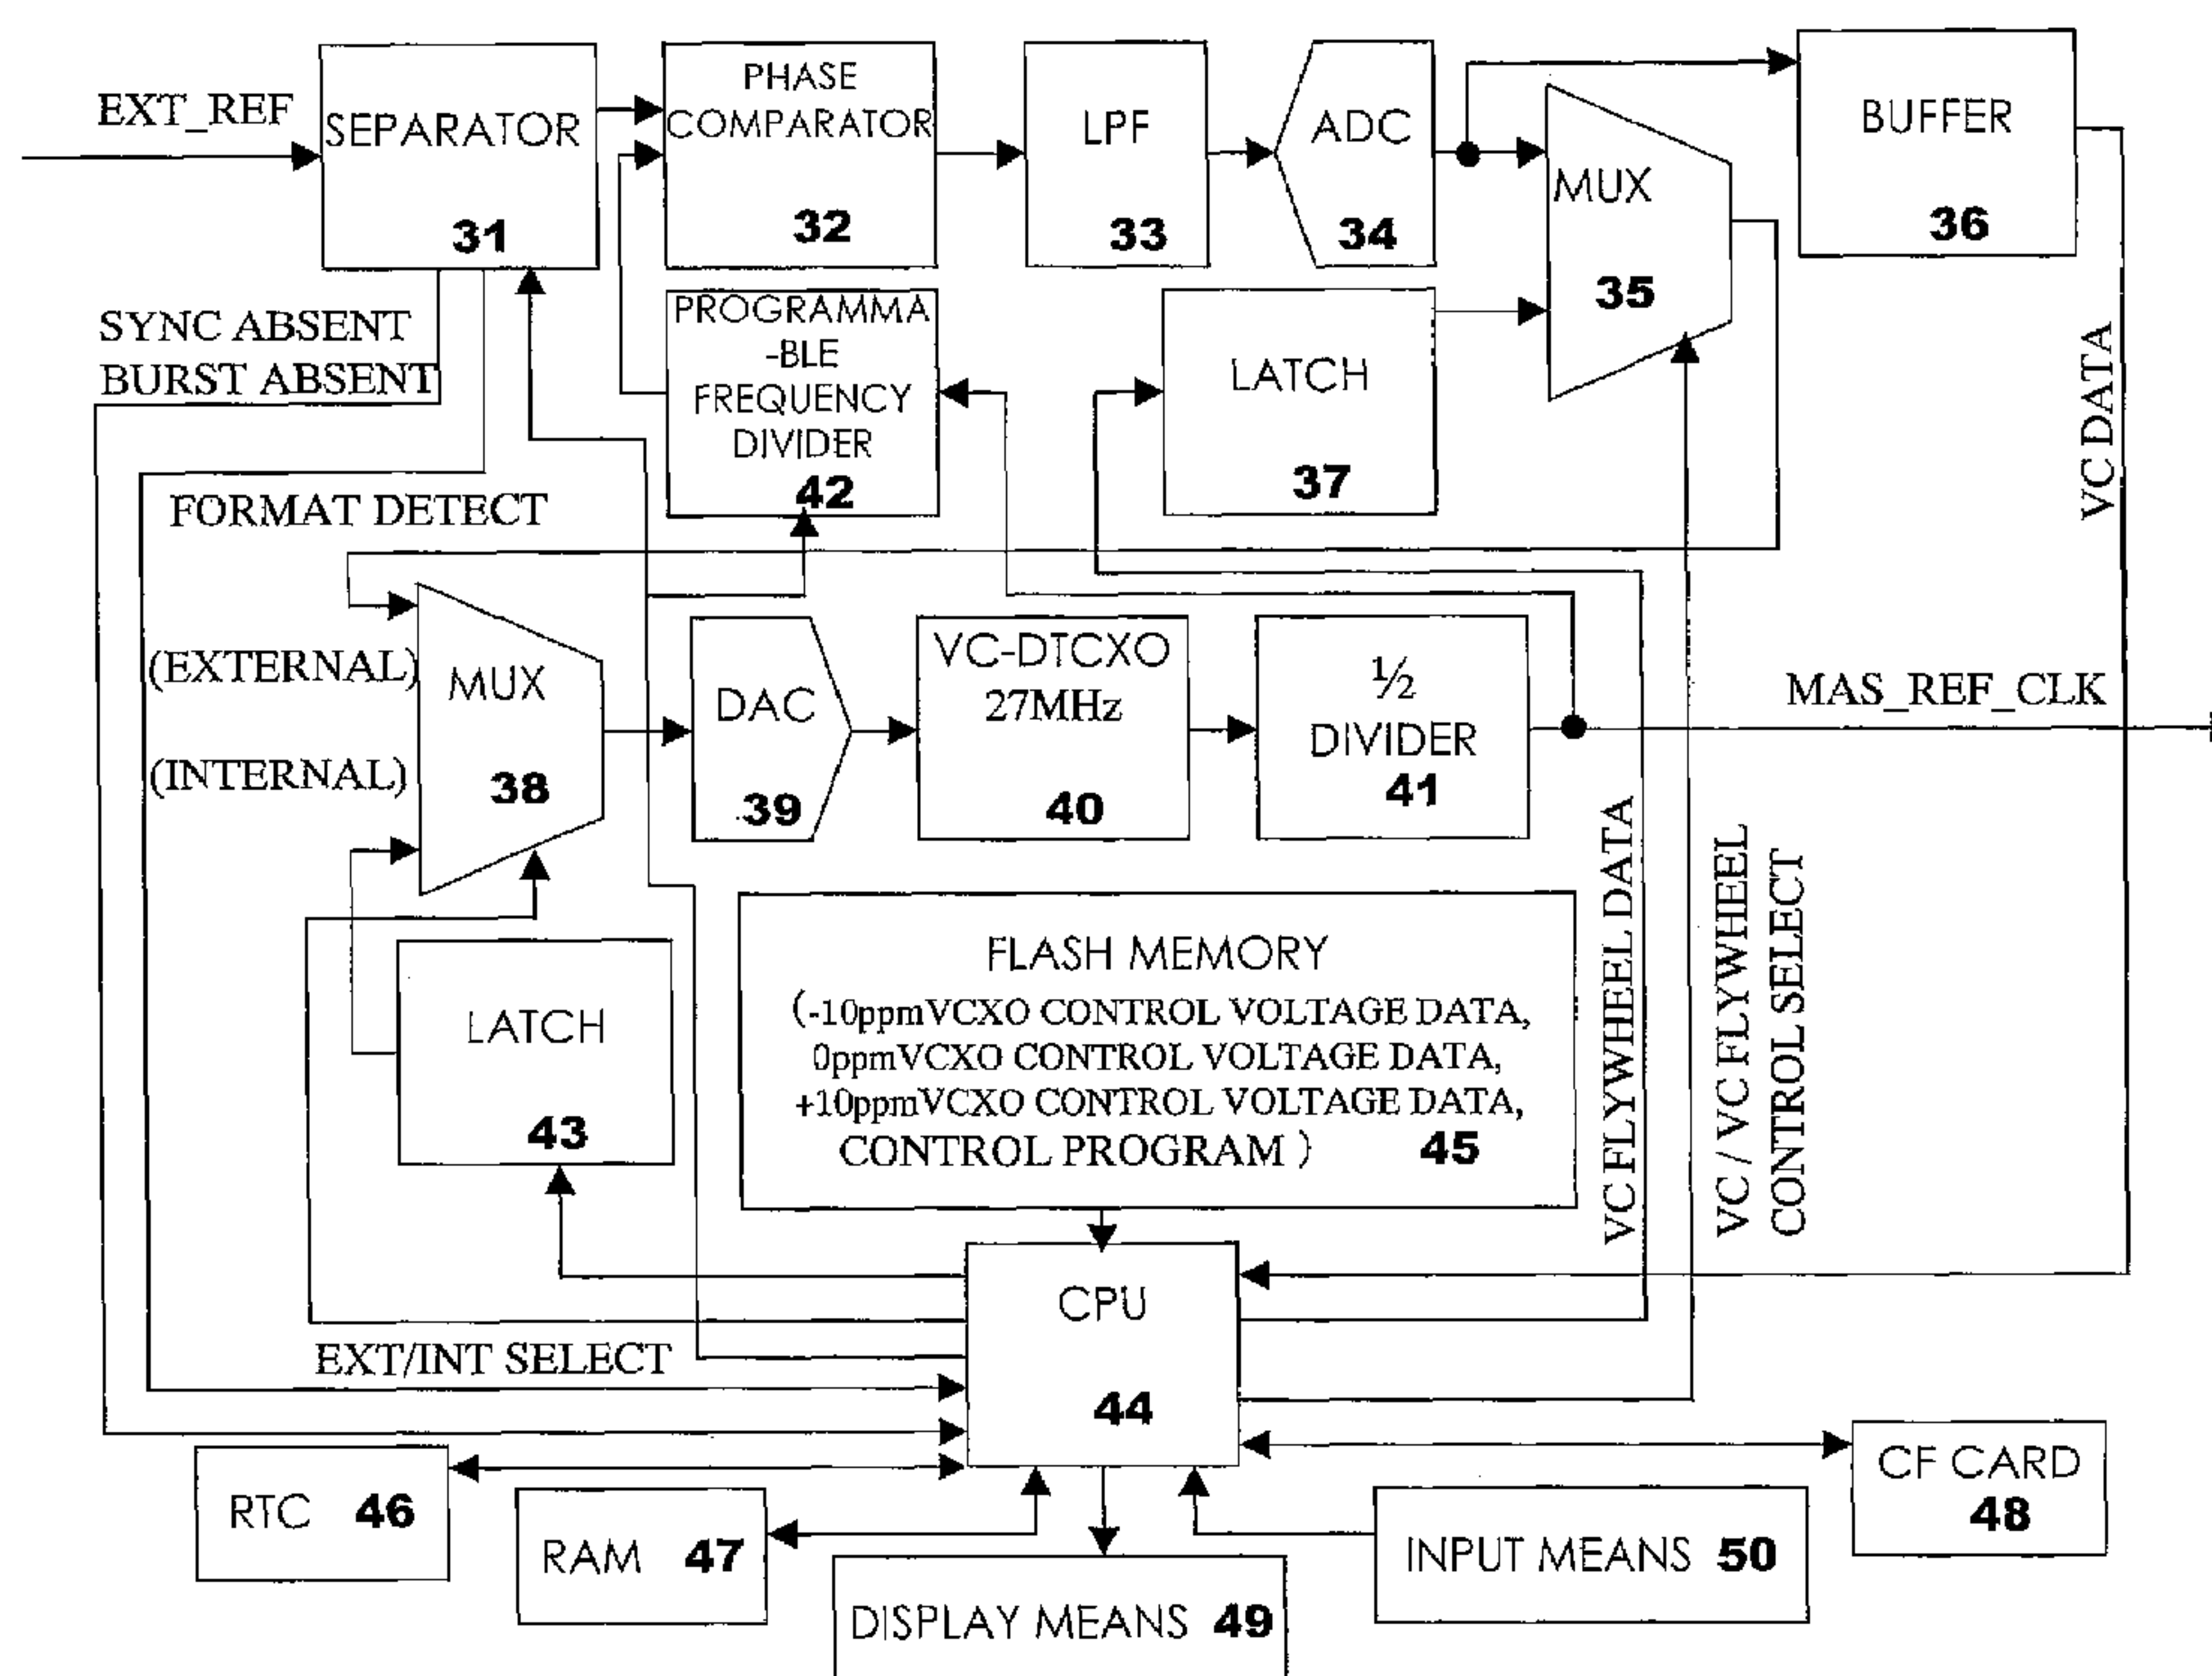 EXT_REF
SEPARATOR
31
PHASE
COMPARATOR
32
LPF
33
ADC
34
MUX
35
BUFFER
36
SYNC ABSENT
BURST ABSENT
FORMAT DETECT
PROGRAMMA
-BLE
FREQUENCY
DIVIDER
42
LATCH
37
VC DATA
(EXTERNAL)
(INTERNAL)
MUX
38
DAC
39
VC-DTCXO
27MHz
40
½
DIVIDER
41
MAS_REF_CLK
LATCH
43
FLASH MEMORY
(-10ppmVCXO CONTROL VOLTAGE DATA,
0ppmVCXO CONTROL VOLTAGE DATA,
+10ppmVCXO CONTROL VOLTAGE DATA,
CONTROL PROGRAM )
45
VC FLYWHEEL DATA
VC / VC FLYWHEEL
CONTROL SELECT
CPU
44
EXT/INT SELECT
RTC 46
RAM 47
DISPLAY MEANS 49
INPUT MEANS 50
CF CARD
48